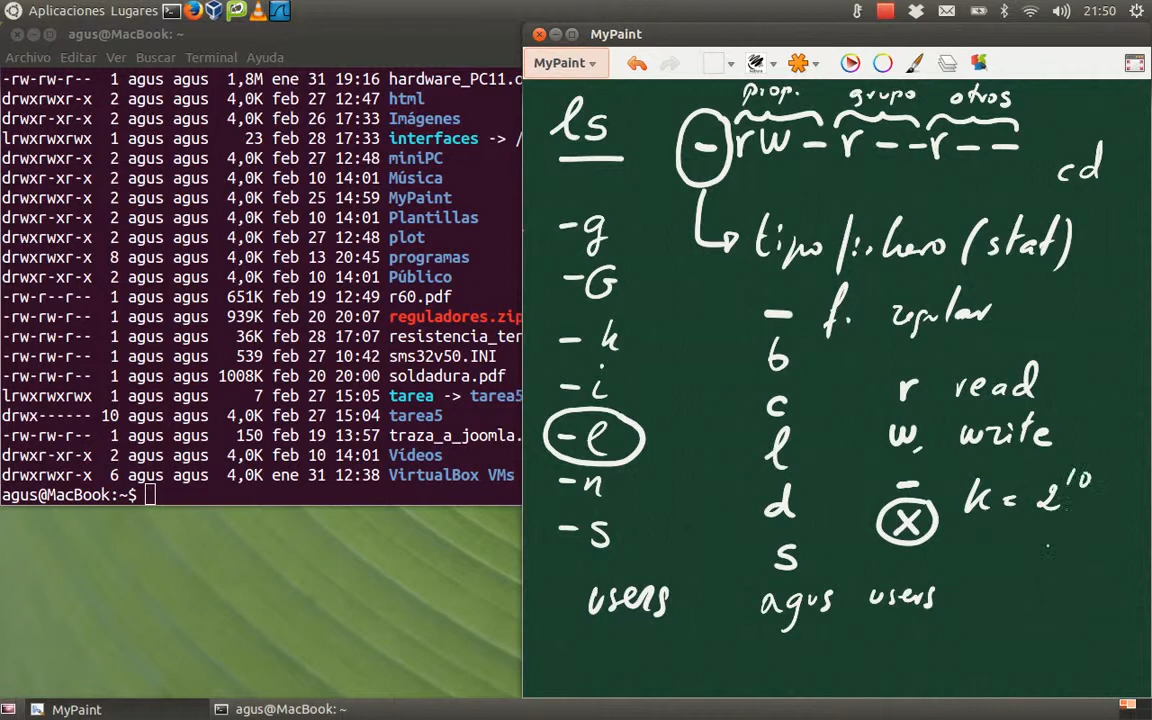 Aplicaciones Lugares 21:50
agus@MacBook: ~
Archivo Editar Ver Buscar Terminal Ayuda
-rw-rw-r-- 1 agus agus 1,8M ene 31 19:16 hardware_PC11.o
drwxrwxr-x 2 agus agus 4,0K feb 27 12:47 html
drwxr-xr-x 2 agus agus 4,0K feb 26 17:33 Imágenes
lrwxrwxrwx 1 agus agus 23 feb 28 17:33 interfaces -> /
drwxrwxr-x 2 agus agus 4,0K feb 27 12:48 miniPC
drwxr-xr-x 2 agus agus 4,0K feb 10 14:01 Música
drwxrwxr-x 2 agus agus 4,0K feb 25 14:59 MyPaint
drwxr-xr-x 2 agus agus 4,0K feb 10 14:01 Plantillas
drwxrwxr-x 2 agus agus 4,0K feb 27 12:48 plot
drwxrwxr-x 8 agus agus 4,0K feb 13 20:45 programas
drwxr-xr-x 2 agus agus 4,0K feb 10 14:01 Público
-rw-rw-r-- 1 agus agus 651K feb 19 12:49 r60.pdf
-rw-rw-r-- 1 agus agus 939K feb 20 20:07 reguladores.zip
-rw-rw-r-- 1 agus agus 36K feb 28 17:07 resistencia_ter
-rw-rw-r-- 1 agus agus 539 feb 27 10:42 sms32v50.INI
-rw-rw-r-- 1 agus agus 1008K feb 20 20:00 soldadura.pdf
lrwxrwxrwx 1 agus agus 7 feb 27 15:05 tarea -> tarea5
drwx------ 10 agus agus 4,0K feb 27 15:04 tarea5
-rw-rw-r-- 1 agus agus 150 feb 19 13:57 traza_a_joomla.
drwxr-xr-x 2 agus agus 4,0K feb 10 14:01 Vídeos
drwxrwxr-x 6 agus agus 4,0K ene 31 12:38 VirtualBox VMs
agus@MacBook:~$
MyPaint
MyPaint
prop. grupo otros
ls - rw- r-- r--
cd
-g tipo fichero (stat)
-G
- f. regular
-k b
-i c r read
-l l w, write
-n d - k = 2^10
-s s x
users agus users
MyPaint agus@MacBook: ~